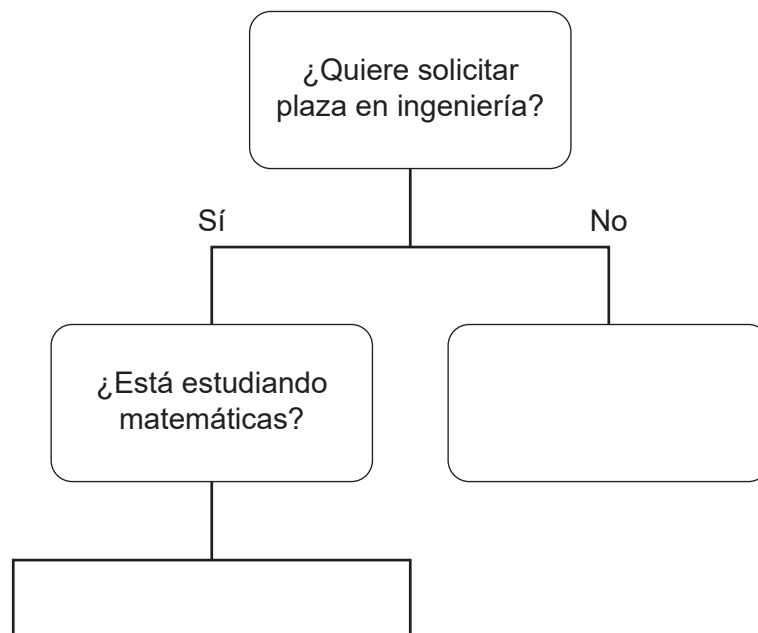 ¿Quiere solicitar
plaza en ingeniería?
Sí
No
¿Está estudiando
matemáticas?